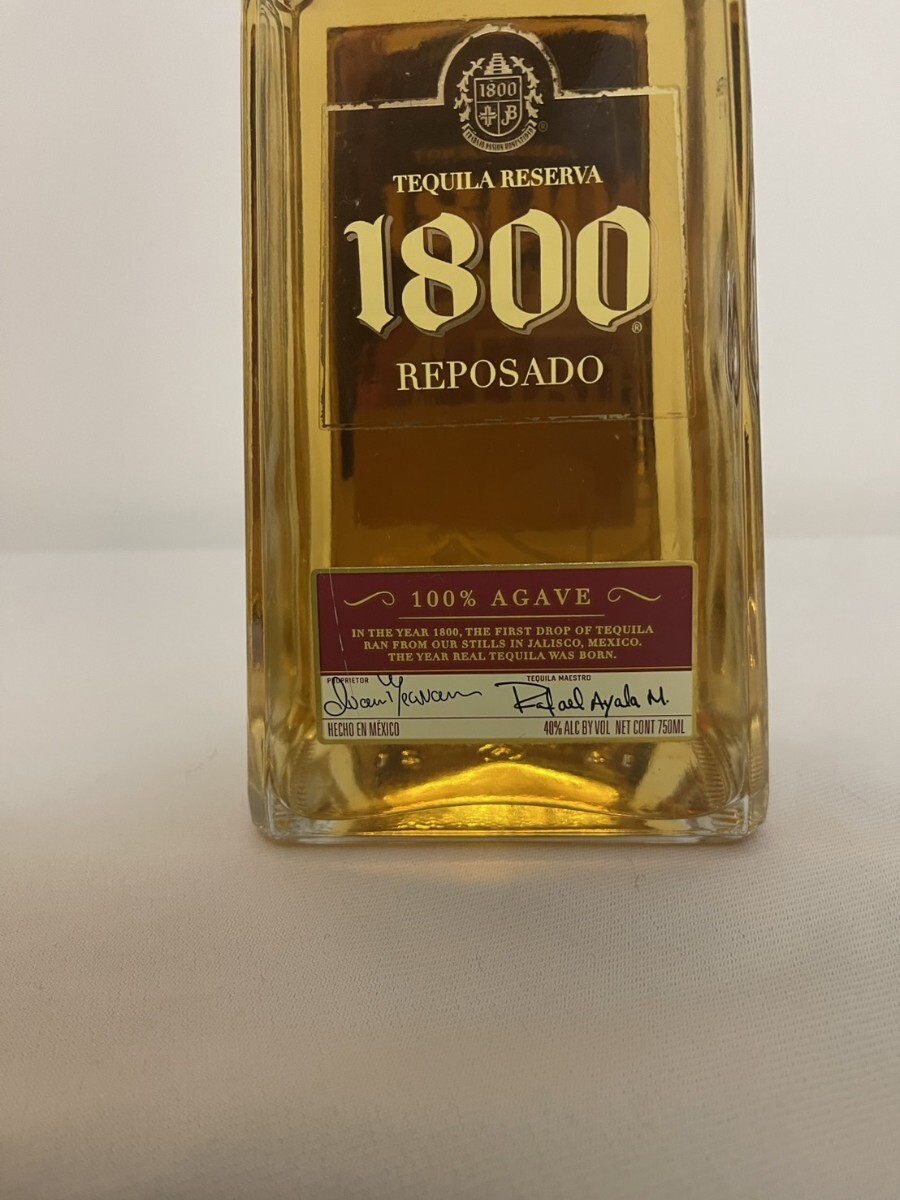 1800
JB
TEQUILA RESERVA
1800
®
REPOSADO
100% AGAVE
IN THE YEAR 1800, THE FIRST DROP OF TEQUILA
RAN FROM OUR STILLS IN JALISCO, MEXICO.
THE YEAR REAL TEQUILA WAS BORN.
PROPRIETOR TEQUILA MAESTRO
Rafael Ayala M.
HECHO EN MÉXICO 40% ALC BY VOL NET CONT 750ML